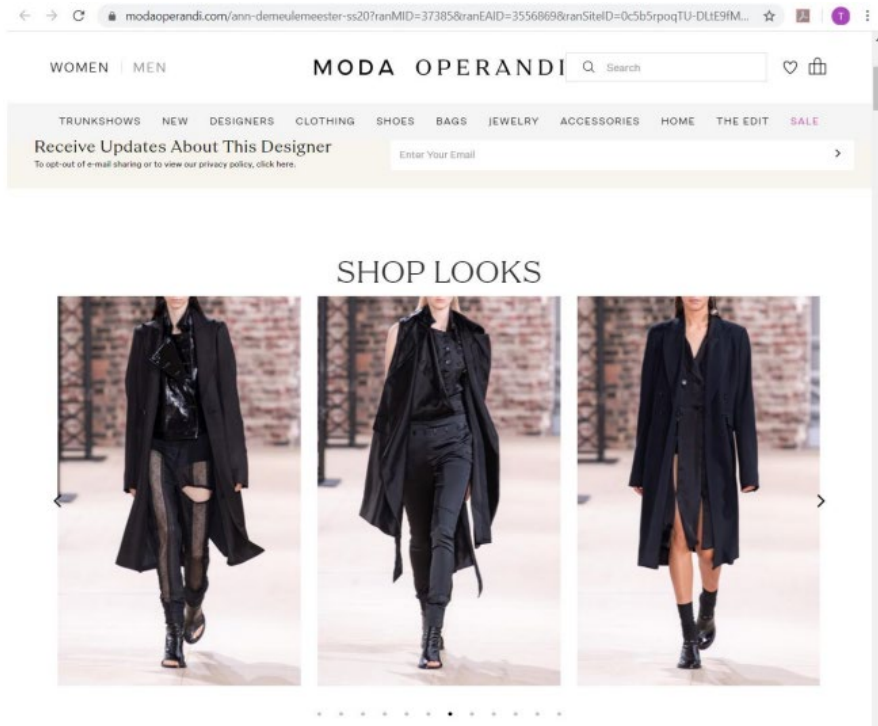 modaoperandi.com/ann-demeulemeester-ss20?ranMID=37385&ranEAID=3556869&ranSiteID=0c5b5rpoqTU-DLtE9fM...
T
WOMEN | MEN
MODA OPERANDI
Search
TRUNKSHOWS NEW DESIGNERS CLOTHING SHOES BAGS JEWELRY ACCESSORIES HOME THE EDIT SALE
Receive Updates About This Designer
To opt-out of e-mail sharing or to view our privacy policy, click here.
Enter Your Email
SHOP LOOKS